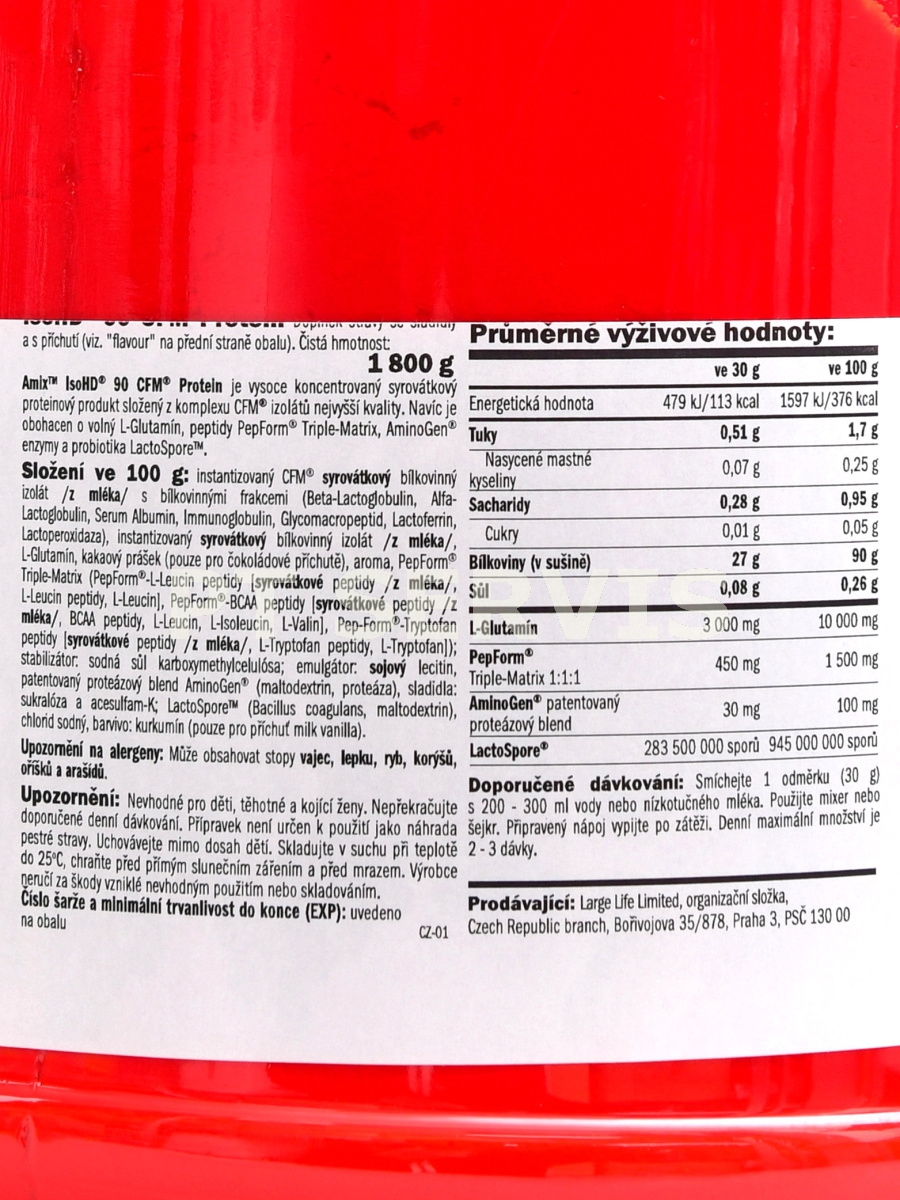 IsoHD® 90 CFM® Protein Doplněk stravy se sladidly
a s příchutí (viz. "flavour" na přední straně obalu). Čistá hmotnost:
1 800 g
Amix™ IsoHD® 90 CFM® Protein je vysoce koncentrovaný syrovátkový
proteinový produkt složený z komplexu CFM® izolátů nejvyšší kvality. Navíc je
obohacen o volný L-Glutamin, peptidy PepForm® Triple-Matrix, AminoGen®
enzymy a probiotika LactoSpore™.
Složení ve 100 g: instantizovaný CFM® syrovátkový bílkovinný
izolát /z mléka/ s bílkovinnými frakcemi (Beta-Lactoglobulin, Alfa-
Lactoglobulin, Serum Albumin, Immunoglobulin, Glycomacropeptid, Lactoferrin,
Lactoperoxidaza), instantizovaný syrovátkový bílkovinný izolát /z mléka/,
L-Glutamín, kakaový prášek (pouze pro čokoládové příchutě), aroma, PepForm®
Triple-Matrix (PepForm®-L-Leucin peptidy [syrovátkové peptidy /z mléka/,
L-Leucin peptidy, L-Leucin], PepForm®-BCAA peptidy [syrovátkové peptidy /z
mléka/, BCAA peptidy, L-Leucin, L-Isoleucin, L-Valin], Pep-Form®-Tryptofan
peptidy [syrovátkové peptidy /z mléka/, L-Tryptofan peptidy, L-Tryptofan]);
stabilizátor: sodná sůl karboxymethylcelulósa; emulgátor: sojový lecitin,
patentovaný proteázový blend AminoGen® (maltodextrin, proteáza), sladidla:
sukralóza a acesulfam-K; LactoSpore™ (Bacillus coagulans, maltodextrin),
chlorid sodný, barvivo: kurkumín (pouze pro příchuť milk vanilla).
Upozornění na alergeny: Může obsahovat stopy vajec, lepku, ryb, korýšů,
oříšků a arašídů.
Upozornění: Nevhodné pro děti, těhotné a kojící ženy. Nepřekračujte
doporučené denní dávkování. Přípravek není určen k použití jako náhrada
pestré stravy. Uchovávejte mimo dosah dětí. Skladujte v suchu při teplotě
do 25°C, chraňte před přímým slunečním zářením a před mrazem. Výrobce
neručí za škody vzniklé nevhodným použitím nebo skladováním.
Číslo šarže a minimální trvanlivost do konce (EXP): uvedeno
na obalu
CZ-01
Průměrné výživové hodnoty:
ve 30 g ve 100 g
Energetická hodnota 479 kJ/113 kcal 1597 kJ/376 kcal
Tuky 0,51 g 1,7 g
Nasycené mastné
kyseliny 0,07 g 0,25 g
Sacharidy 0,28 g 0,95 g
Cukry 0,01 g 0,05 g
Bílkoviny (v sušině) 27 g 90 g
Sůl 0,08 g 0,26 g
L-Glutamín 3 000 mg 10 000 mg
PepForm®
Triple-Matrix 1:1:1 450 mg 1 500 mg
AminoGen® patentovaný
proteázový blend 30 mg 100 mg
LactoSpore® 283 500 000 sporů 945 000 000 sporů
Doporučené dávkování: Smíchejte 1 odměrku (30 g)
s 200 - 300 ml vody nebo nízkotučného mléka. Použijte mixer nebo
šejkr. Připravený nápoj vypijte po zátěži. Denní maximální množství je
2 - 3 dávky.
Prodávající: Large Life Limited, organizační složka,
Czech Republic branch, Bořivojova 35/878, Praha 3, PSČ 130 00